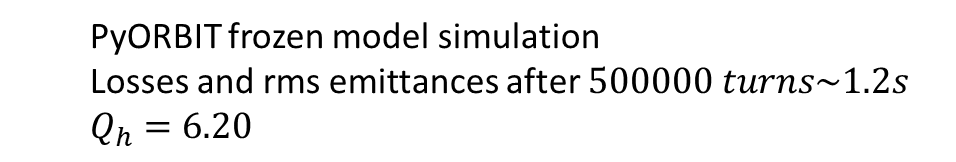 PyORBIT frozen model simulation
Losses and rms emittances after 500000 turns~1.2s
Qₕ = 6.20